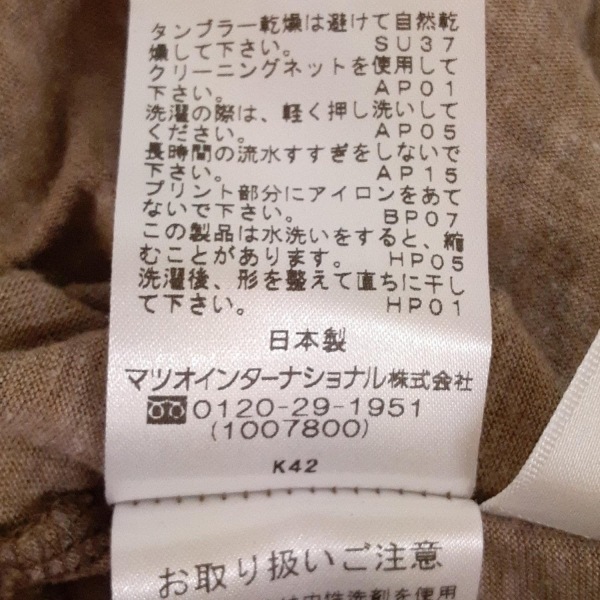 タンブラー乾燥は避けて自然乾
燥して下さい。 SU37
クリーニングネットを使用して
下さい。 AP01
洗濯の際は、軽く押し洗いして
ください。 AP05
長時間の流水すすぎをしないで
下さい。 AP15
プリント部分にアイロンをあて
ないで下さい。 BP07
この製品は水洗いをすると、縮
むことがあります。 HP05
洗濯後、形を整えて直ちに干し
て下さい。 HP01
日本製
マツオインターナショナル株式会社
0120-29-1951
(1007800)
K42
お取り扱いご注意
中性洗剤を使用